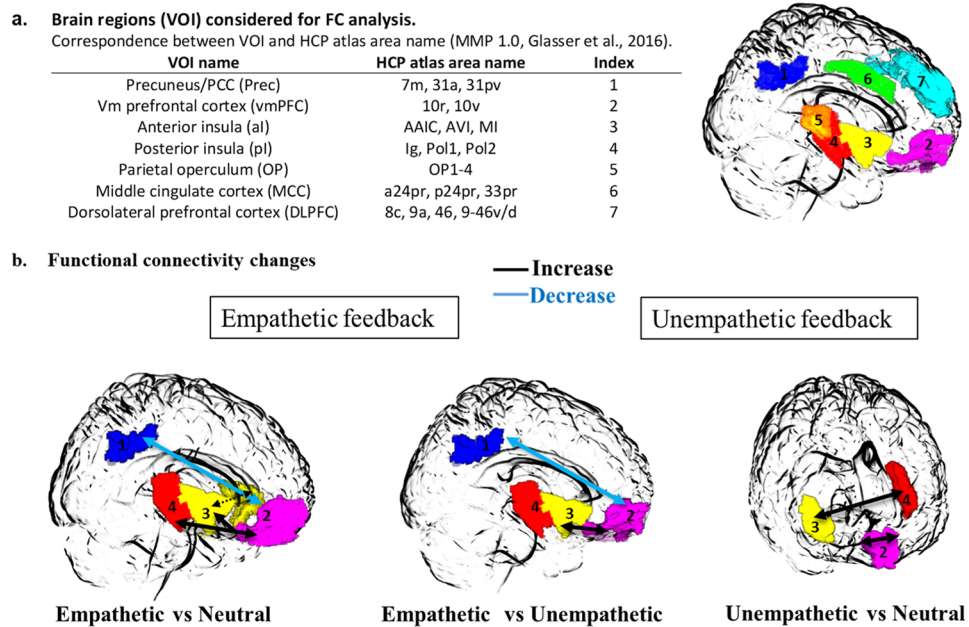 a. Brain regions (VOI) considered for FC analysis.
Correspondence between VOI and HCP atlas area name (MMP 1.0, Glasser et al., 2016).
VOI name HCP atlas area name Index
Precuneus/PCC (Prec) 7m, 31a, 31pv 1
Vm prefrontal cortex (vmPFC) 10r, 10v 2
Anterior insula (aI) AAIC, AVI, MI 3
Posterior insula (pI) Ig, Pol1, Pol2 4
Parietal operculum (OP) OP1-4 5
Middle cingulate cortex (MCC) a24pr, p24pr, 33pr 6
Dorsolateral prefrontal cortex (DLPFC) 8c, 9a, 46, 9-46v/d 7
1 6 7
5 4 3 2
b. Functional connectivity changes
Increase
Decrease
Empathetic feedback Unempathetic feedback
1 1
4 3 2 4 3 2 3 4 2
Empathetic vs Neutral Empathetic vs Unempathetic Unempathetic vs Neutral